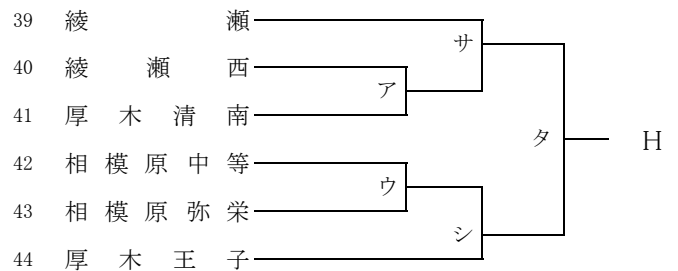 39 綾瀬
サ
40 綾瀬西
ア
41 厚木清南
タ H
42 相模原中等
ウ
43 相模原弥栄
シ
44 厚木王子